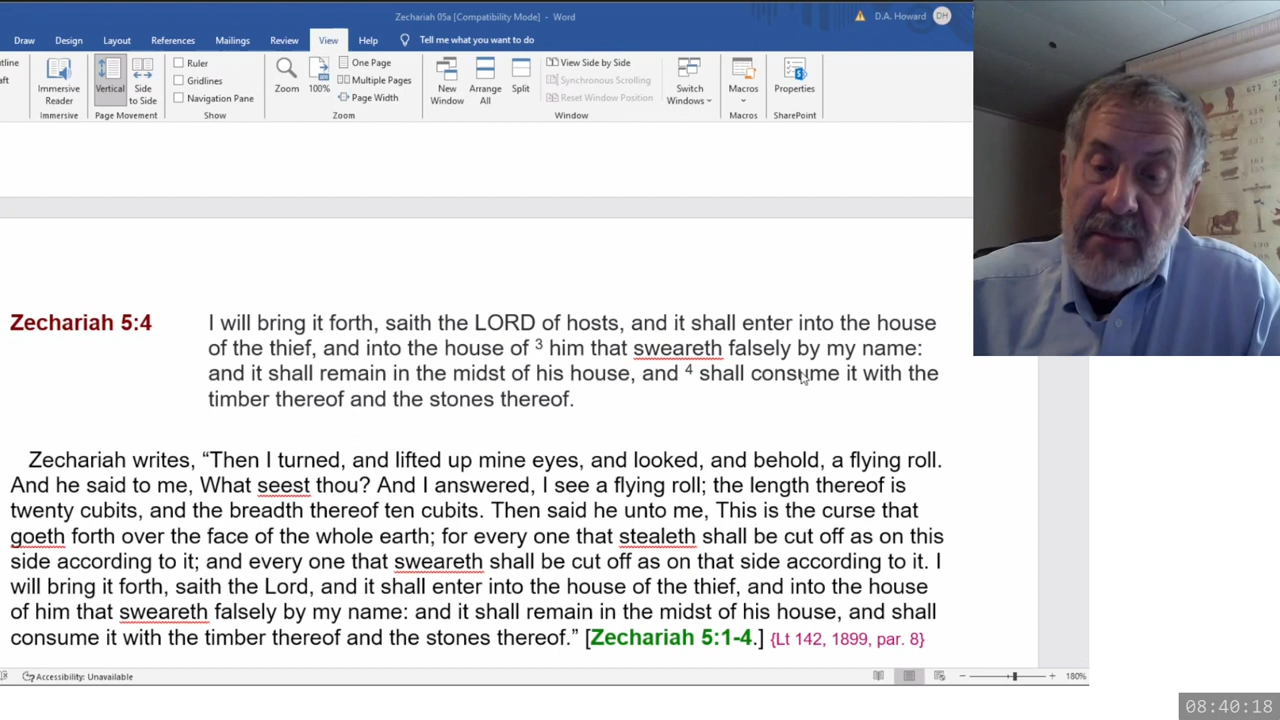 Zechariah 05a [Compatibility Mode] - Word
D.A. Howard DH
Draw Design Layout References Mailings Review View Help Tell me what you want to do
Immersive Reader
Vertical
Side to Side
Ruler
Gridlines
Navigation Pane
Zoom
100%
One Page
Multiple Pages
Page Width
New Window
Arrange All
Split
View Side by Side
Synchronous Scrolling
Reset Window Position
Switch Windows
Macros
Properties
Immersive Page Movement Show Zoom Window Macros SharePoint
Zechariah 5:4 I will bring it forth, saith the LORD of hosts, and it shall enter into the house
of the thief, and into the house of 3 him that sweareth falsely by my name:
and it shall remain in the midst of his house, and 4 shall consume it with the
timber thereof and the stones thereof.
Zechariah writes, “Then I turned, and lifted up mine eyes, and looked, and behold, a flying roll.
And he said to me, What seest thou? And I answered, I see a flying roll; the length thereof is
twenty cubits, and the breadth thereof ten cubits. Then said he unto me, This is the curse that
goeth forth over the face of the whole earth; for every one that stealeth shall be cut off as on this
side according to it; and every one that sweareth shall be cut off as on that side according to it. I
will bring it forth, saith the Lord, and it shall enter into the house of the thief, and into the house
of him that sweareth falsely by my name: and it shall remain in the midst of his house, and shall
consume it with the timber thereof and the stones thereof.” [Zechariah 5:1-4.] {Lt 142, 1899, par. 8}
Accessibility: Unavailable
180%
08:40:18